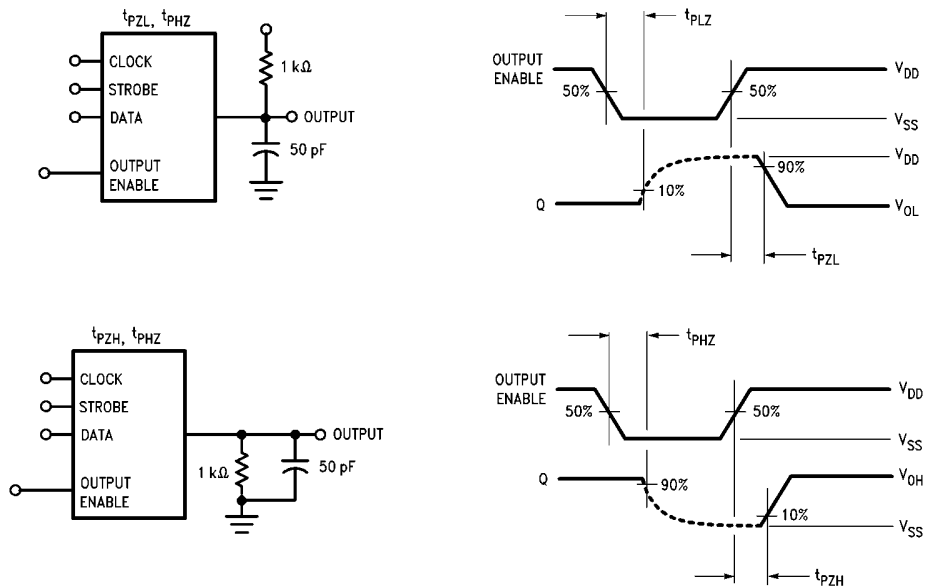 tPZL, tPHZ
CLOCK
STROBE
DATA
OUTPUT
ENABLE
1 kΩ
OUTPUT
50 pF
tPLZ
OUTPUT
ENABLE
50%
50%
VDD
VSS
VDD
90%
10%
Q
VOL
tPZL
tPZH, tPHZ
CLOCK
STROBE
DATA
OUTPUT
ENABLE
OUTPUT
1 kΩ
50 pF
tPHZ
OUTPUT
ENABLE
50%
50%
VDD
VSS
Q
90%
VOH
10%
VSS
tPZH